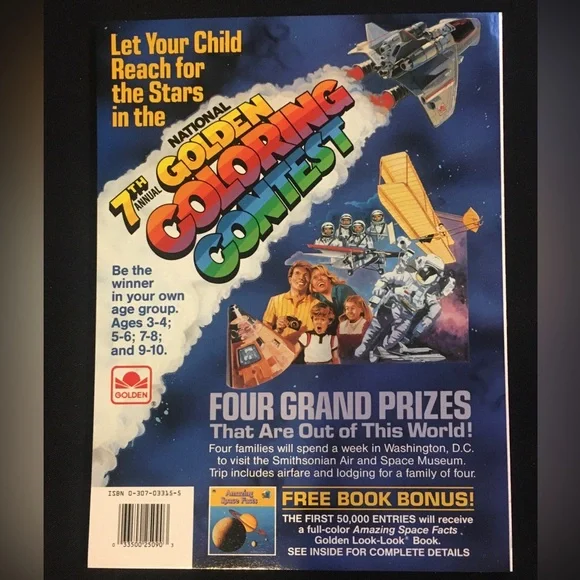 Let Your Child
Reach for
the Stars
in the
7TH
ANNUAL
NATIONAL
GOLDEN
COLORING
CONTEST
Be the
winner
in your own
age group.
Ages 3-4;
5-6; 7-8;
and 9-10.
GOLDEN
FOUR GRAND PRIZES
That Are Out of This World!
Four families will spend a week in Washington, D.C.
to visit the Smithsonian Air and Space Museum.
Trip includes airfare and lodging for a family of four.
ISBN 0-307-03315-5
0 33500 25090 3
Amazing
Space Facts
FREE BOOK BONUS!
THE FIRST 50,000 ENTRIES will receive
a full-color Amazing Space Facts,
Golden Look-Look® Book.
SEE INSIDE FOR COMPLETE DETAILS